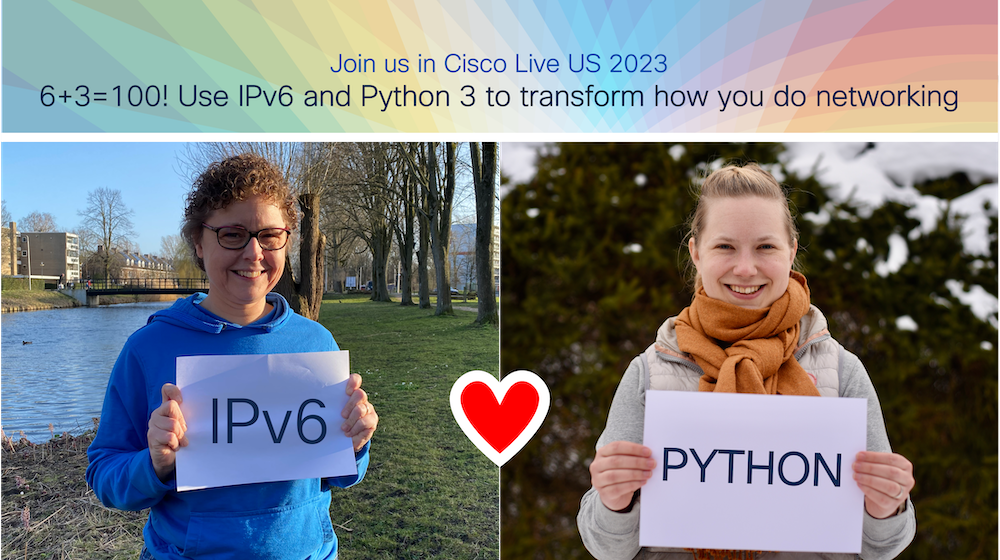 Join us in Cisco Live US 2023
6+3=100! Use IPv6 and Python 3 to transform how you do networking
IPv6
PYTHON